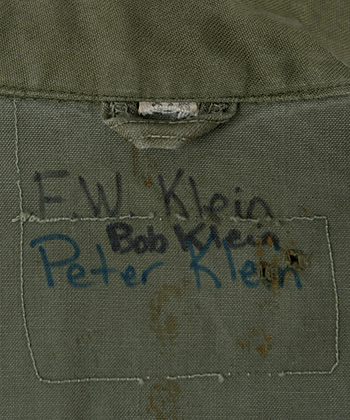 F.W. Klein
Bob Klein
Peter Klein